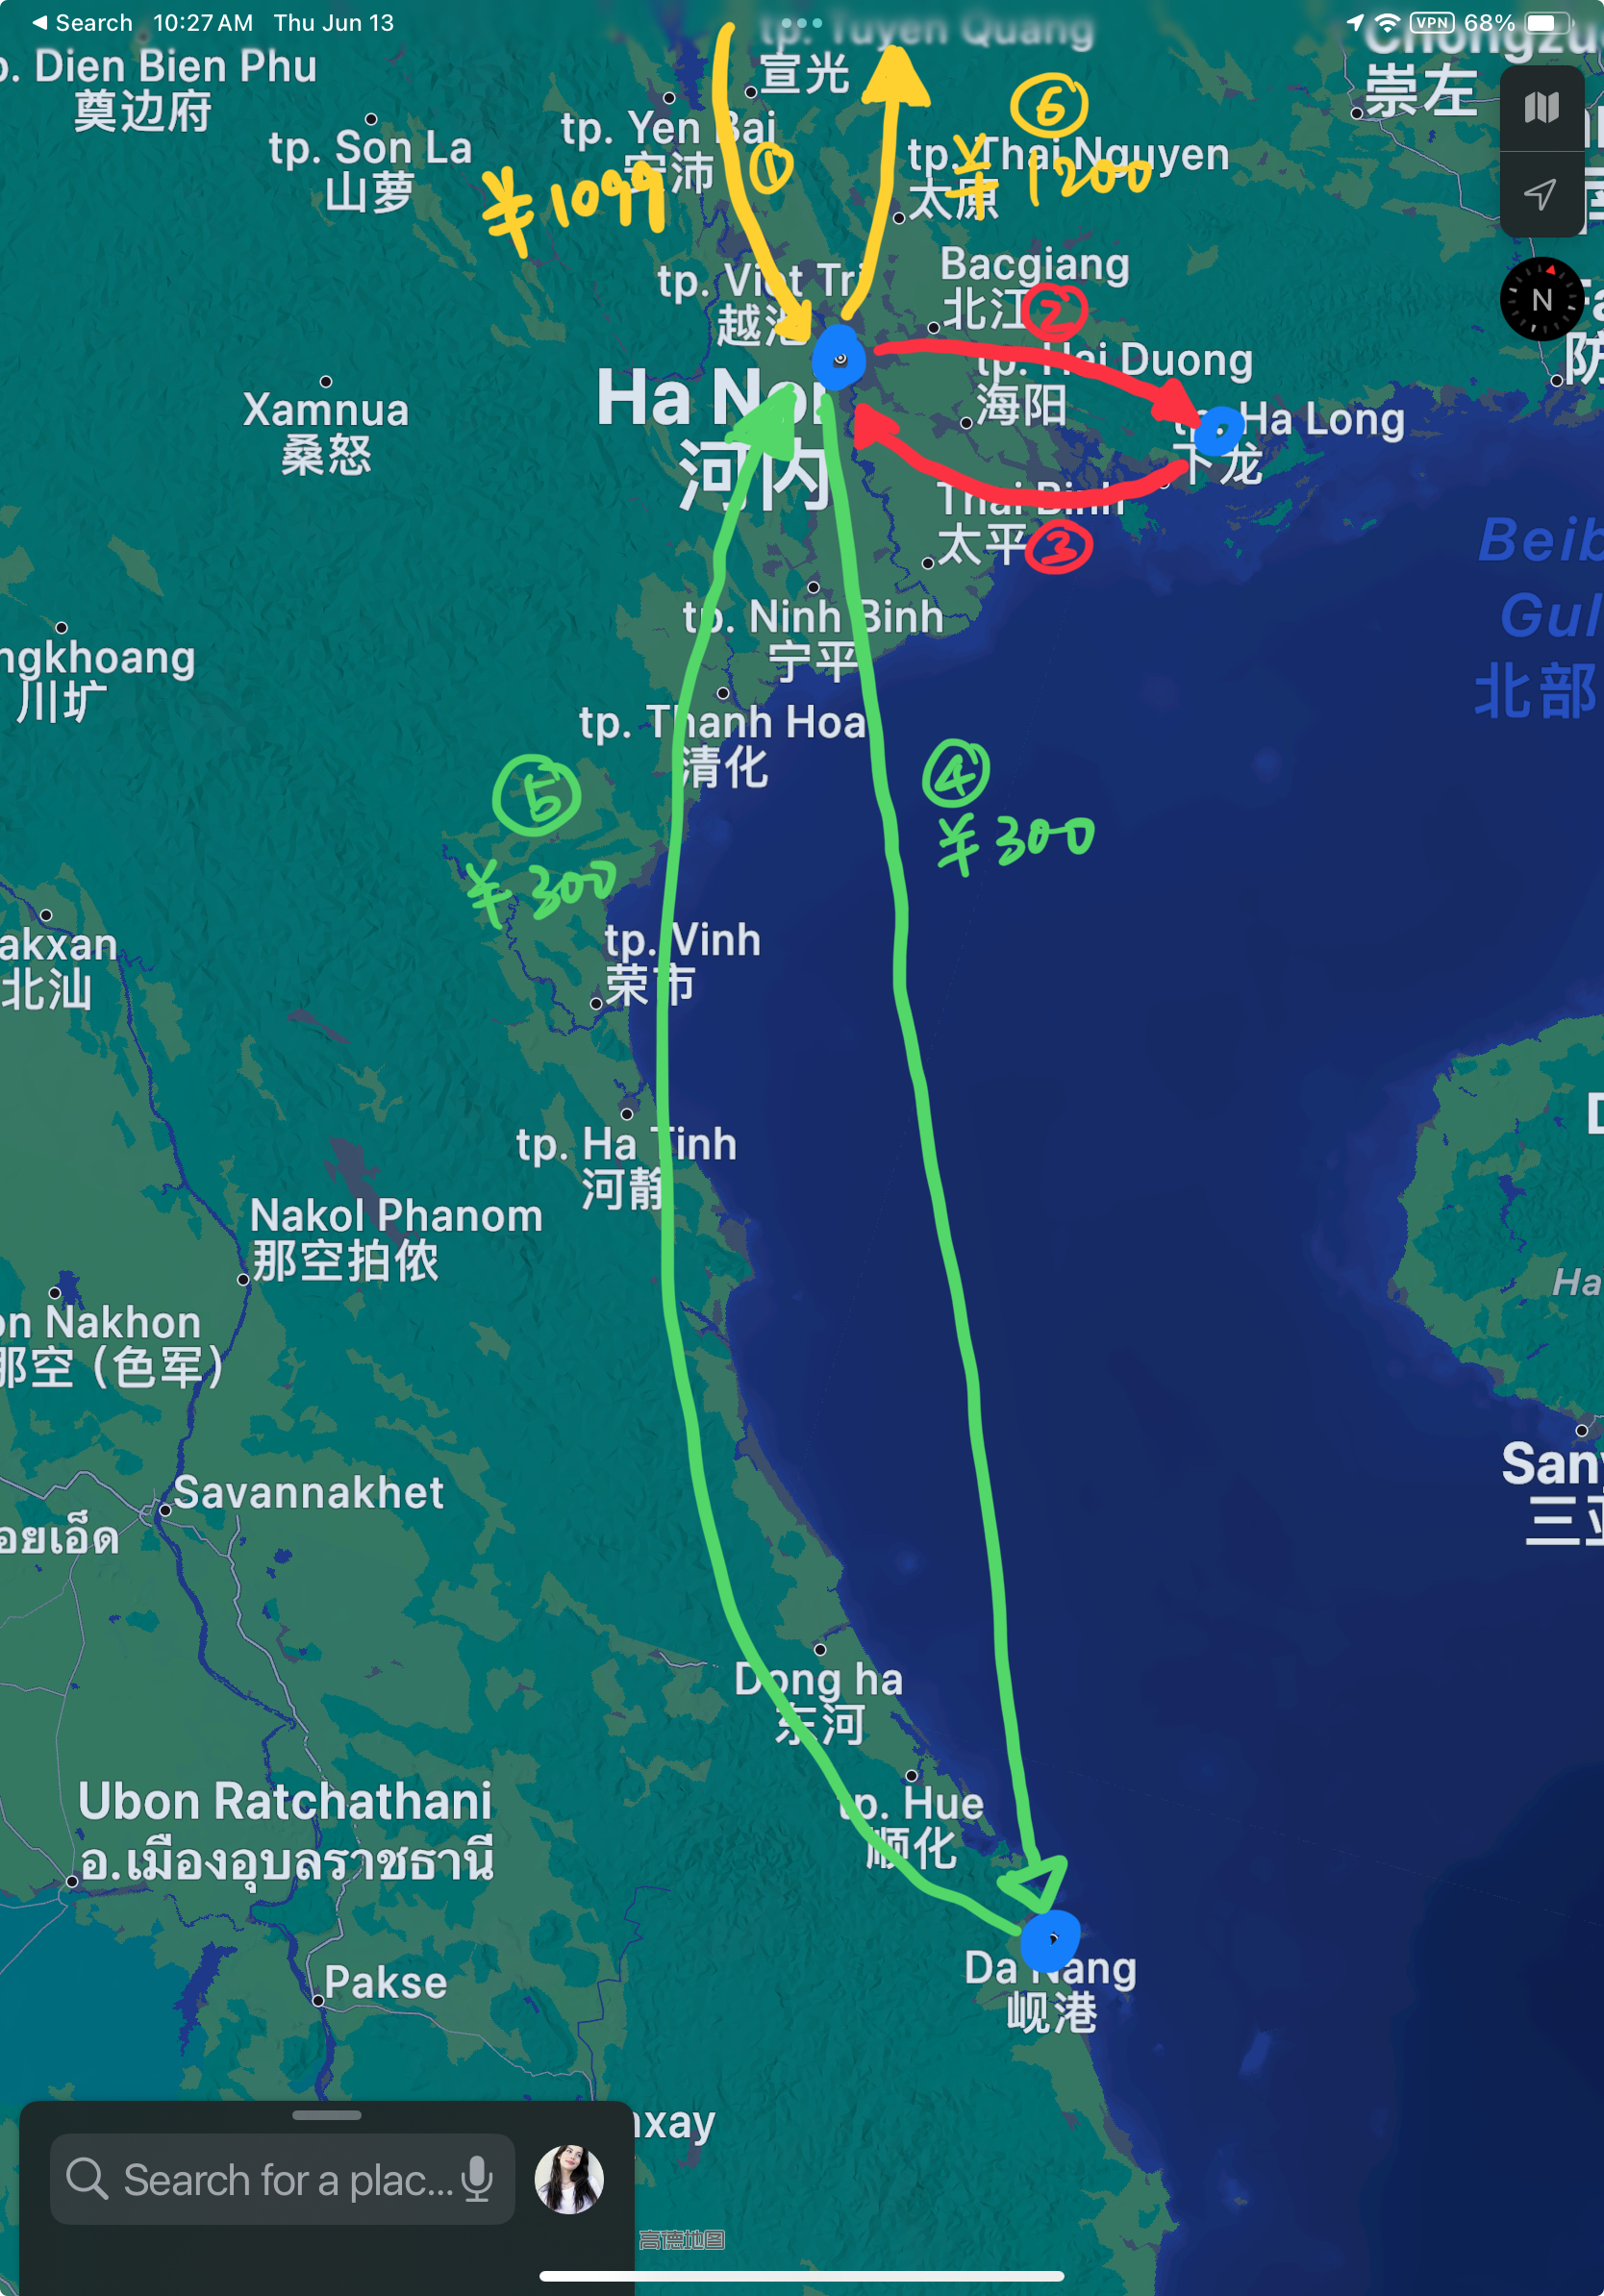 Search 10:27 AM Thu Jun 13
VPN 68%
tp. Tuyen Quang
宣光
Chongzu
崇左
p. Dien Bien Phu
奠边府
tp. Son La
山萝
tp. Yen Bai
安沛
①
¥1099
⑥
¥1200
tp. Thai Nguyen
太原
tp. Viet Tri
越池
Bacgiang
北江
②
N
防
tp. Hai Duong
海阳
Ha Noi
河内
Xamnua
桑怒
tp. Ha Long
下龙
Thai Binh
太平
③
Beib
Gul
北部
tp. Ninh Binh
宁平
ngkhoang
川圹
tp. Thanh Hoa
清化
④
¥300
⑤
¥300
akxan
北汕
tp. Vinh
荣市
tp. Ha Tinh
河静
Nakol Phanom
那空拍侬
on Nakhon
那空（色军）
Ha
Savannakhet
อยเอ็ด
San
三亚
Dong ha
东河
Ubon Ratchathani
อ.เมืองอุบลราชธานี
tp. Hue
顺化
Da Nang
岘港
Pakse
xay
Search for a plac...
高德地图